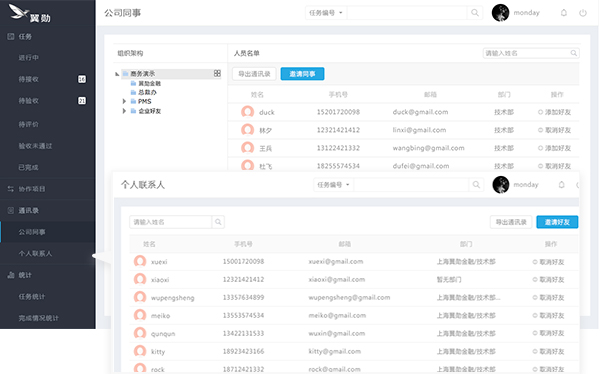 翼勋
任务
进行中
待接收
待验收
21
待评价
验收未通过
已完成
协作项目
通讯录
公司同事
个人联系人
统计
任务统计
完成情况统计
公司同事
任务编号
monday
组织架构
商务演示
翼勋金融
总裁办
PMS
企业好友
人员名单
请输入姓名
导出通讯录 邀请同事
姓名 手机号 邮箱 部门 操作
duck 15201720098 duck@gmail.com 技术部 添加好友
林夕 12321421412 linxi@gmail.com 技术部 添加好友
王兵 13122421332 wangbing@gmail.com 技术部 添加好友
杜飞 18255574534 dufei@gmail.com 技术部 添加好友
个人联系人
任务编号
monday
请输入姓名
导出通讯录 邀请好友
姓名 手机号 邮箱 部门 操作
xuexi 15001720098 xuexi@gmail.com 上海翼勋金融/技术部 取消好友
xiaoxi 12321421412 xiaoxi@gmail.com 暂无部门 取消好友
wupengsheng 13357634899 wupengsheng@gmail.com 上海翼勋金融/技术部... 取消好友
meiko 13553574534 meiko@gmail.com 上海翼勋金融/技术部 取消好友
qunqun 13422131533 wuxin@gmail.com 上海翼勋金融/技术部 取消好友
kitty 18923423166 kitty@gmail.com 上海翼勋金融/技术部 取消好友
rock 18712421332 rock@gmail.com 上海翼勋金融/技术部 取消好友